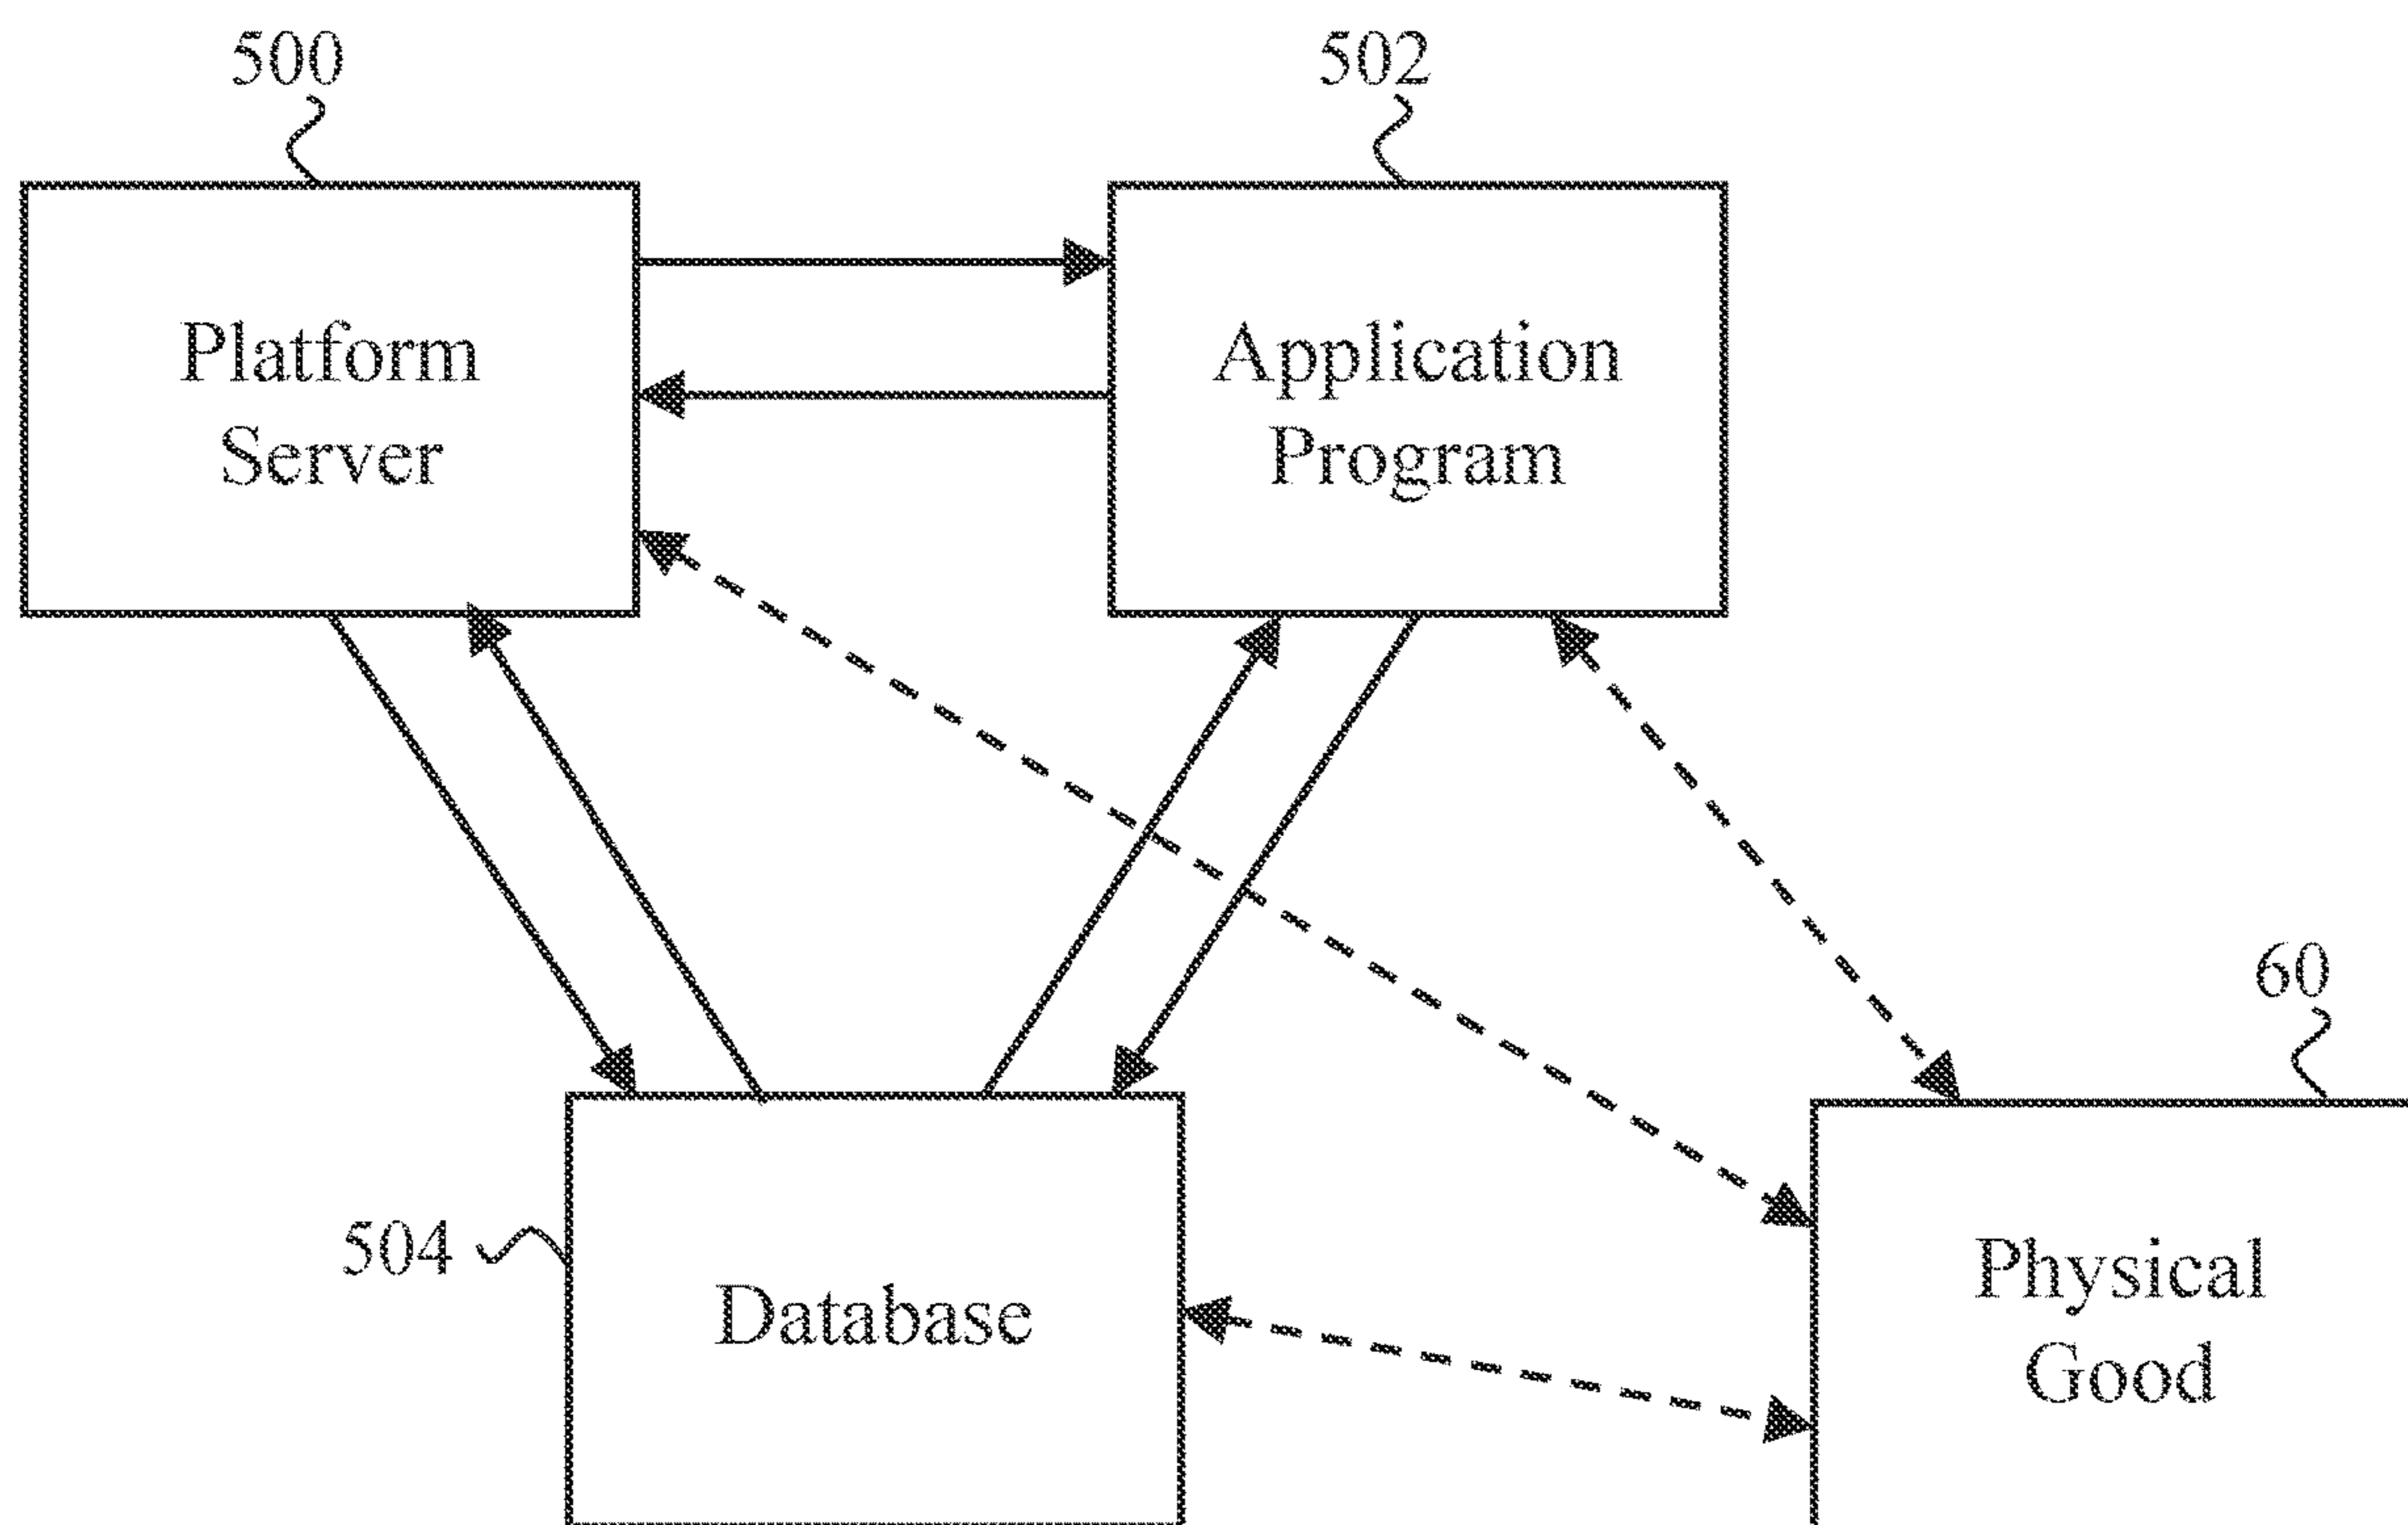 500
502
Platform
Server
Application
Program
60
504
Database
Physical
Good